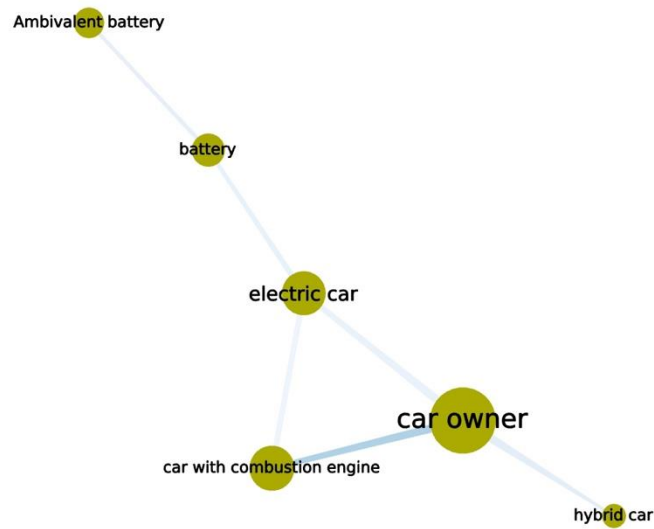 Ambivalent battery
battery
electric car
car owner
car with combustion engine
hybrid car